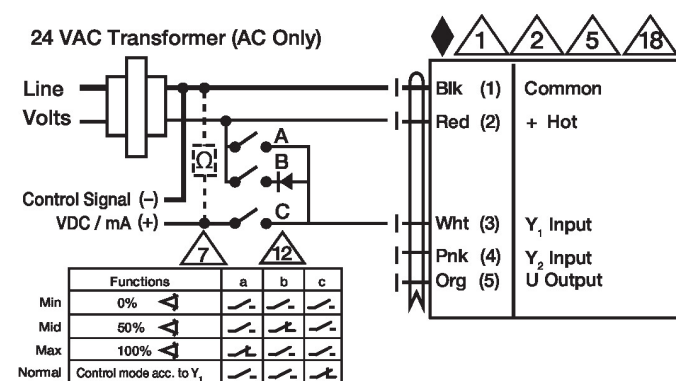 24 VAC Transformer (AC Only)
1 2 5 18
Line
Volts
Blk (1) Common
Red (2) + Hot
A
Ω
B
Control Signal (–)
VDC / mA (+)
C
Wht (3) Y₁ Input
Pnk (4) Y₂ Input
Org (5) U Output
7 12
Functions a b c
Min 0%
Mid 50%
Max 100%
Normal Control mode acc. to Y₁